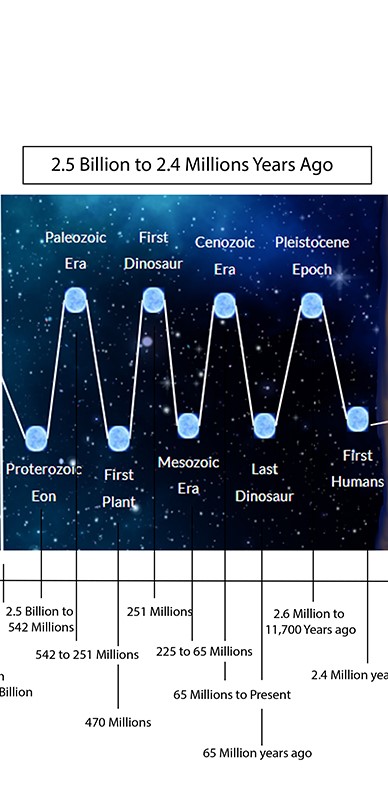 2.5 Billion to 2.4 Millions Years Ago
Paleozoic
Era
First
Dinosaur
Cenozoic
Era
Pleistocene
Epoch
Proterozoic
Eon
First
Plant
Mesozoic
Era
Last
Dinosaur
First
Humans
2.5 Billion to
542 Millions
251 Millions
2.6 Million to
11,700 Years ago
542 to 251 Millions
225 to 65 Millions
2.4 Million yea
Billion
65 Millions to Present
470 Millions
65 Million years ago